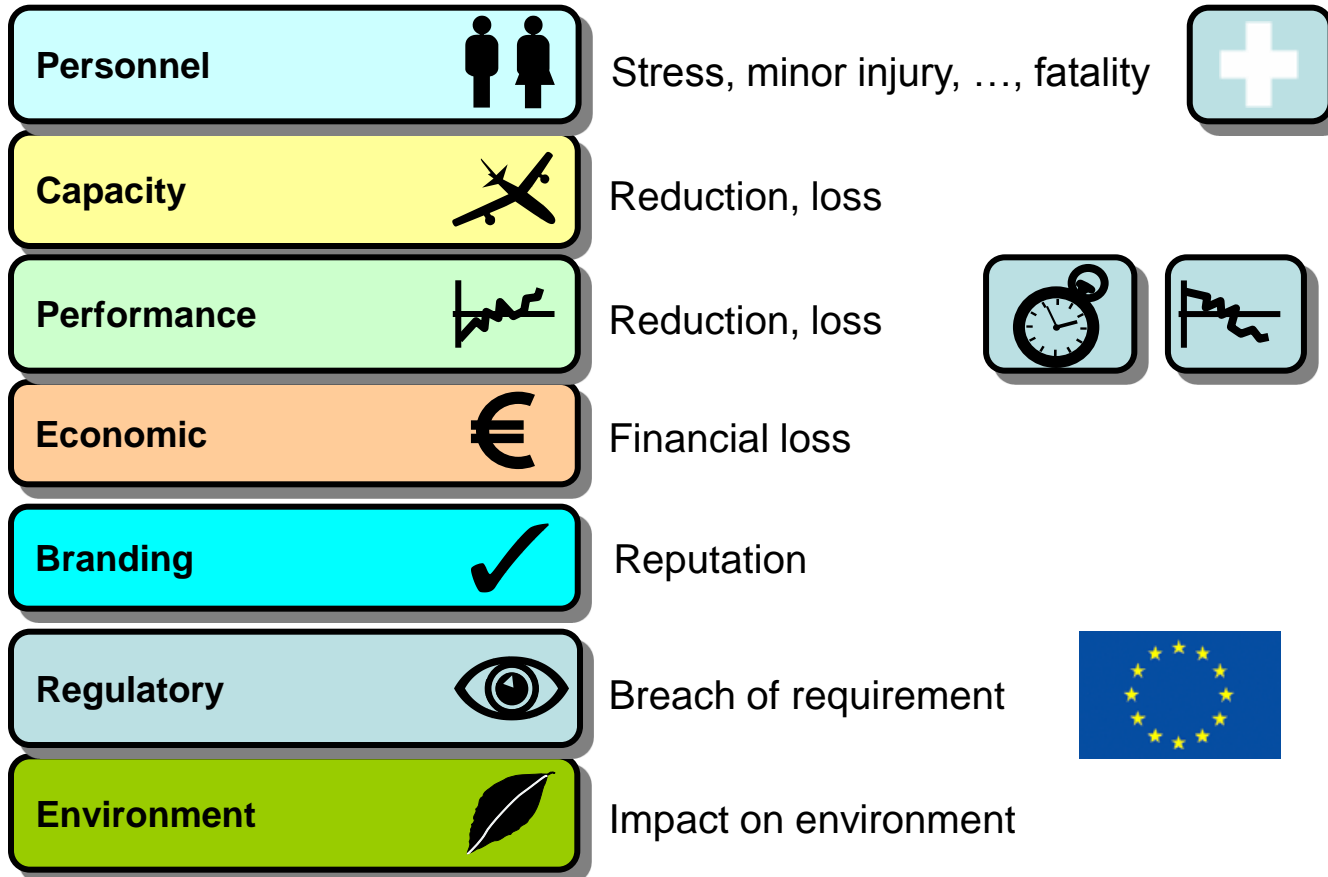 Personnel
Stress, minor injury, …, fatality
Capacity
Reduction, loss
Performance
Reduction, loss
Economic
€
Financial loss
Branding
Reputation
Regulatory
Breach of requirement
Environment
Impact on environment